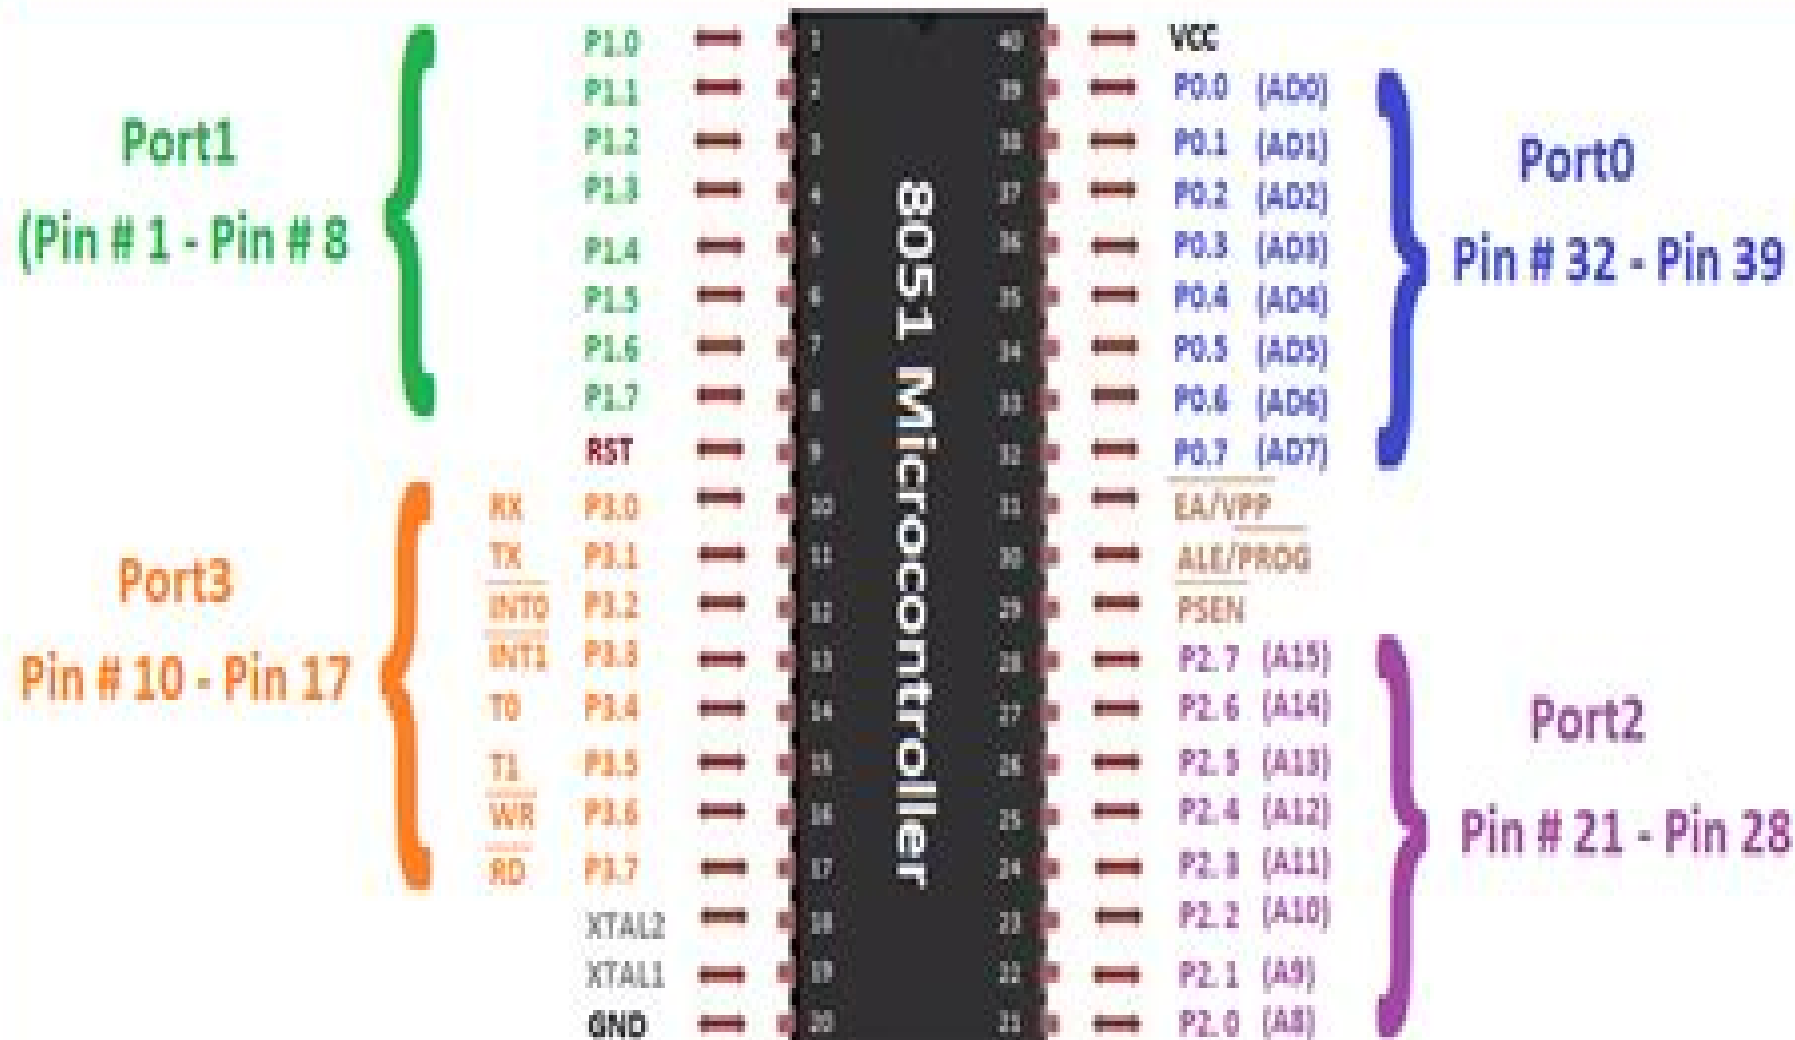 Port1
(Pin # 1 - Pin # 8
Port3
Pin # 10 - Pin 17
P1.0 1
P1.1 2
P1.2 3
P1.3 4
P1.4 5
P1.5 6
P1.6 7
P1.7 8
RST 9
RX P3.0 10
TX P3.1 11
INT0 P3.2 12
INT1 P3.3 13
T0 P3.4 14
T1 P3.5 15
WR P3.6 16
RD P3.7 17
XTAL2 18
XTAL1 19
GND 20
8051 Microcontroller
40 VCC
39 P0.0 (AD0)
38 P0.1 (AD1)
37 P0.2 (AD2)
36 P0.3 (AD3)
35 P0.4 (AD4)
34 P0.5 (AD5)
33 P0.6 (AD6)
32 P0.7 (AD7)
31 EA/VPP
30 ALE/PROG
29 PSEN
28 P2.7 (A15)
27 P2.6 (A14)
26 P2.5 (A13)
25 P2.4 (A12)
24 P2.3 (A11)
23 P2.2 (A10)
22 P2.1 (A9)
21 P2.0 (A8)
Port0
Pin # 32 - Pin 39
Port2
Pin # 21 - Pin 28